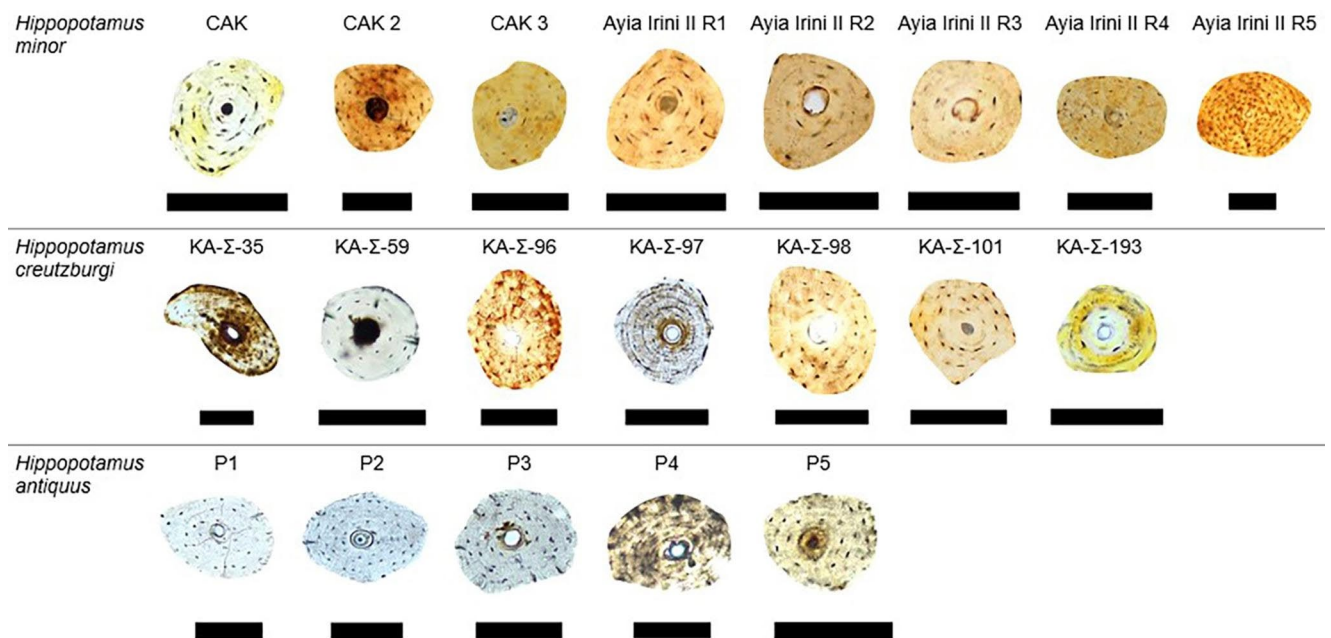 Hippopotamus minor
CAK
CAK 2
CAK 3
Ayia Irini II R1
Ayia Irini II R2
Ayia Irini II R3
Ayia Irini II R4
Ayia Irini II R5
Hippopotamus creutzburgi
KA-Σ-35
KA-Σ-59
KA-Σ-96
KA-Σ-97
KA-Σ-98
KA-Σ-101
KA-Σ-193
Hippopotamus antiquus
P1
P2
P3
P4
P5